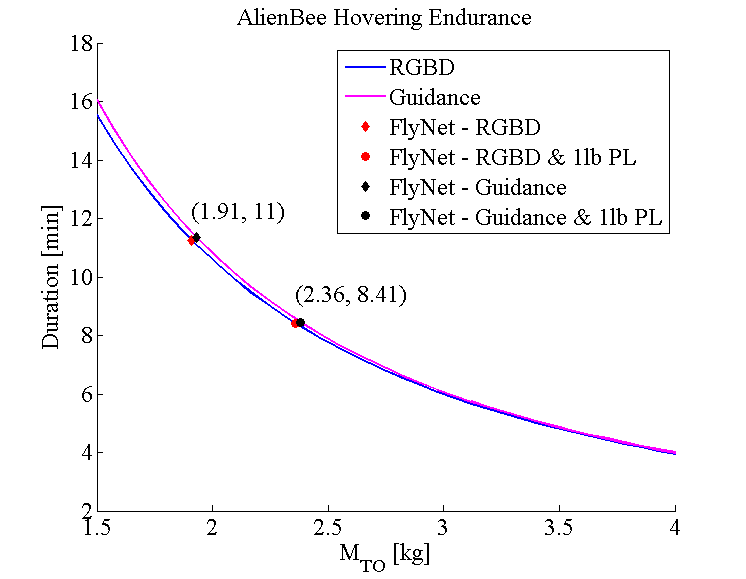 AlienBee Hovering Endurance
18
16
14
12
10
8
6
4
2
Duration [min]
RGBD
Guidance
FlyNet - RGBD
FlyNet - RGBD & 1lb PL
FlyNet - Guidance
FlyNet - Guidance & 1lb PL
(1.91, 11)
(2.36, 8.41)
1.5 2 2.5 3 3.5 4
M_TO [kg]